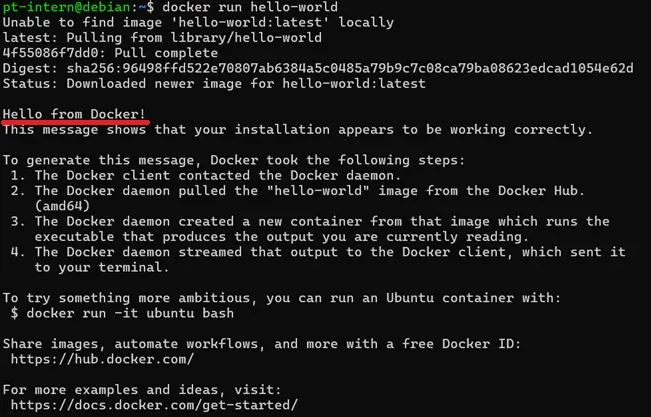 pt-intern@debian:~$ docker run hello-world
Unable to find image 'hello-world:latest' locally
latest: Pulling from library/hello-world
4f55086f7dd0: Pull complete
Digest: sha256:96498ffd522e70807ab6384a5c0485a79b9c7c08ca79ba08623edcad1054e62d
Status: Downloaded newer image for hello-world:latest
Hello from Docker!
This message shows that your installation appears to be working correctly.
To generate this message, Docker took the following steps:
1. The Docker client contacted the Docker daemon.
2. The Docker daemon pulled the "hello-world" image from the Docker Hub.
(amd64)
3. The Docker daemon created a new container from that image which runs the
executable that produces the output you are currently reading.
4. The Docker daemon streamed that output to the Docker client, which sent it
to your terminal.
To try something more ambitious, you can run an Ubuntu container with:
$ docker run -it ubuntu bash
Share images, automate workflows, and more with a free Docker ID:
https://hub.docker.com/
For more examples and ideas, visit:
https://docs.docker.com/get-started/